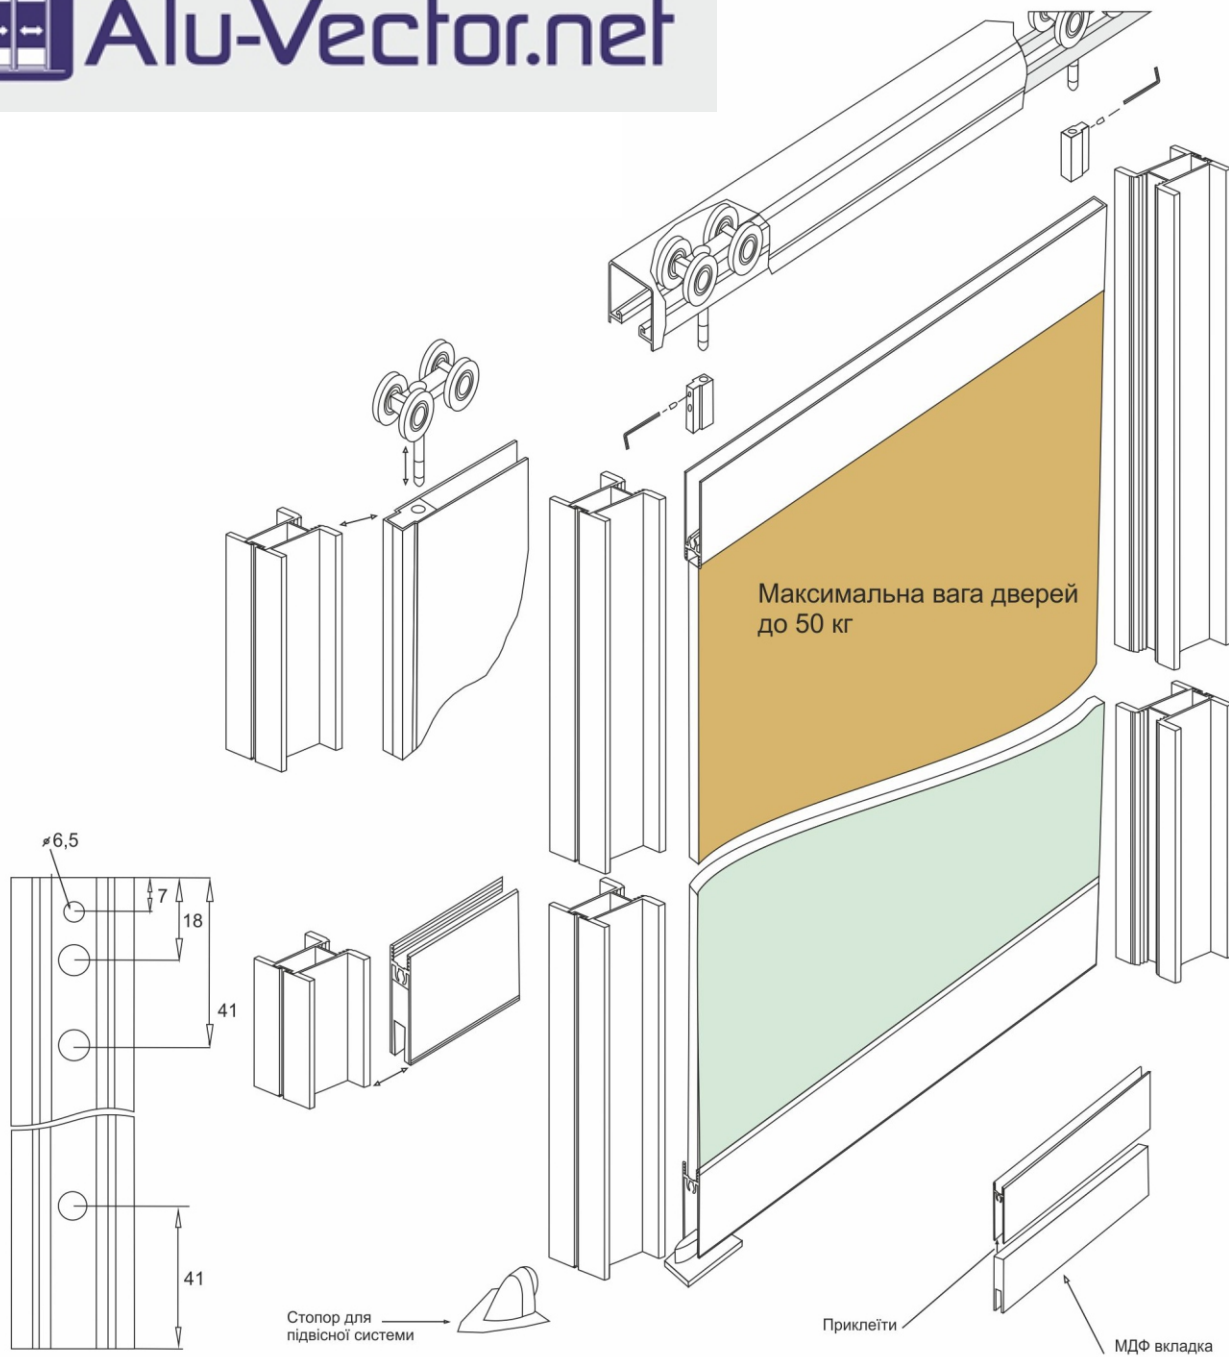 Alu-Vector.net
Максимальна вага дверей
до 50 кг
⌀6,5
7
18
41
41
Стопор для
підвісної системи
Приклеїти
МДФ вкладка